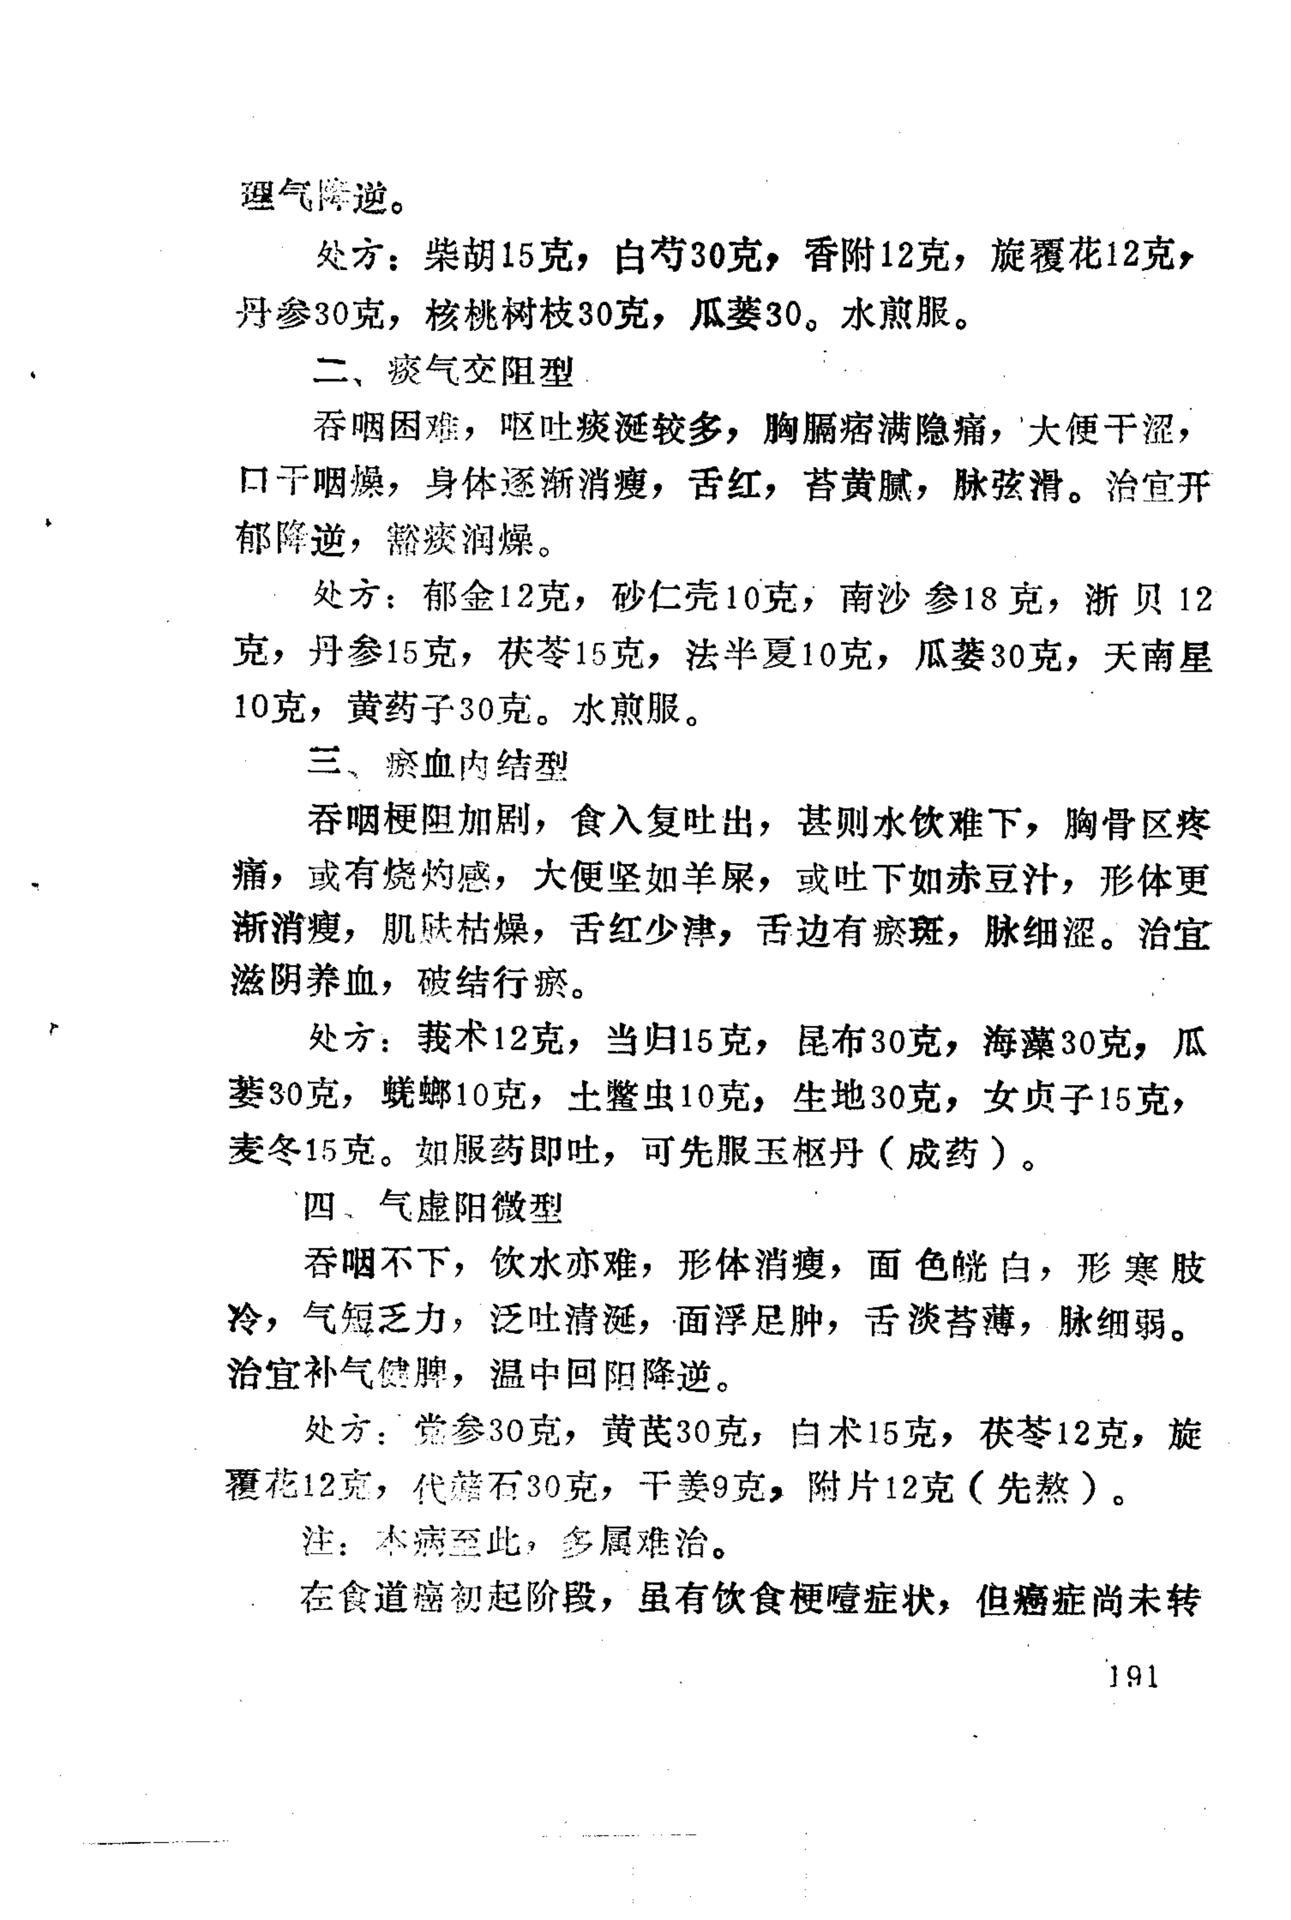 理气降逆。
处方：柴胡15克，白芍30克，香附12克，旋覆花12克，
丹参30克，核桃树枝30克，瓜蒌30。水煎服。
二、痰气交阻型
吞咽困难，呕吐痰涎较多，胸膈痞满隐痛，大便干涩，
口干咽燥，身体逐渐消瘦，舌红，苔黄腻，脉弦滑。治宜开
郁降逆，豁痰润燥。
处方：郁金12克，砂仁壳10克，南沙参18克，浙贝12
克，丹参15克，茯苓15克，法半夏10克，瓜蒌30克，天南星
10克，黄药子30克。水煎服。
三、瘀血内结型
吞咽梗阻加剧，食入复吐出，甚则水饮难下，胸骨区疼
痛，或有烧灼感，大便坚如羊屎，或吐下如赤豆汁，形体更
渐消瘦，肌肤枯燥，舌红少津，舌边有瘀斑，脉细涩。治宜
滋阴养血，破结行瘀。
处方：莪术12克，当归15克，昆布30克，海藻30克，瓜
蒌30克，蜣螂10克，土鳖虫10克，生地30克，女贞子15克，
麦冬15克。如服药即吐，可先服玉枢丹（成药）。
四、气虚阳微型
吞咽不下，饮水亦难，形体消瘦，面色㿠白，形寒肢
冷，气短乏力，泛吐清涎，面浮足肿，舌淡苔薄，脉细弱。
治宜补气健脾，温中回阳降逆。
处方：党参30克，黄芪30克，白术15克，茯苓12克，旋
覆花12克，代赭石30克，干姜9克，附片12克（先熬）。
注：本病至此，多属难治。
在食道癌初起阶段，虽有饮食梗噎症状，但癌症尚未转
191